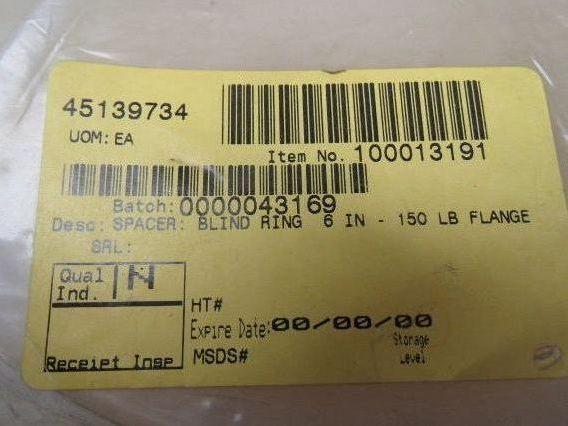 45139734
UOM: EA
Item No. 100013191
Batch: 0000043169
Desc: SPACER: BLIND RING 6 IN - 150 LB FLANGE
SRL:
Qual Ind. N
HT#
Expire Date: 00/00/00
Storage Level
Receipt Insp MSDS#